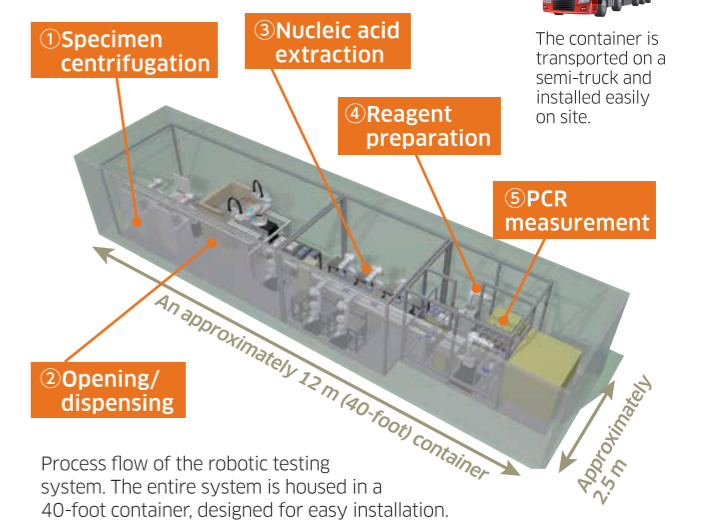 ①Specimen
centrifugation
③Nucleic acid
extraction
The container is
transported on a
semi-truck and
installed easily
on site.
④Reagent
preparation
⑤PCR
measurement
②Opening/
dispensing
An approximately 12 m (40-foot) container
Approximately
2.5 m
Process flow of the robotic testing
system. The entire system is housed in a
40-foot container, designed for easy installation.